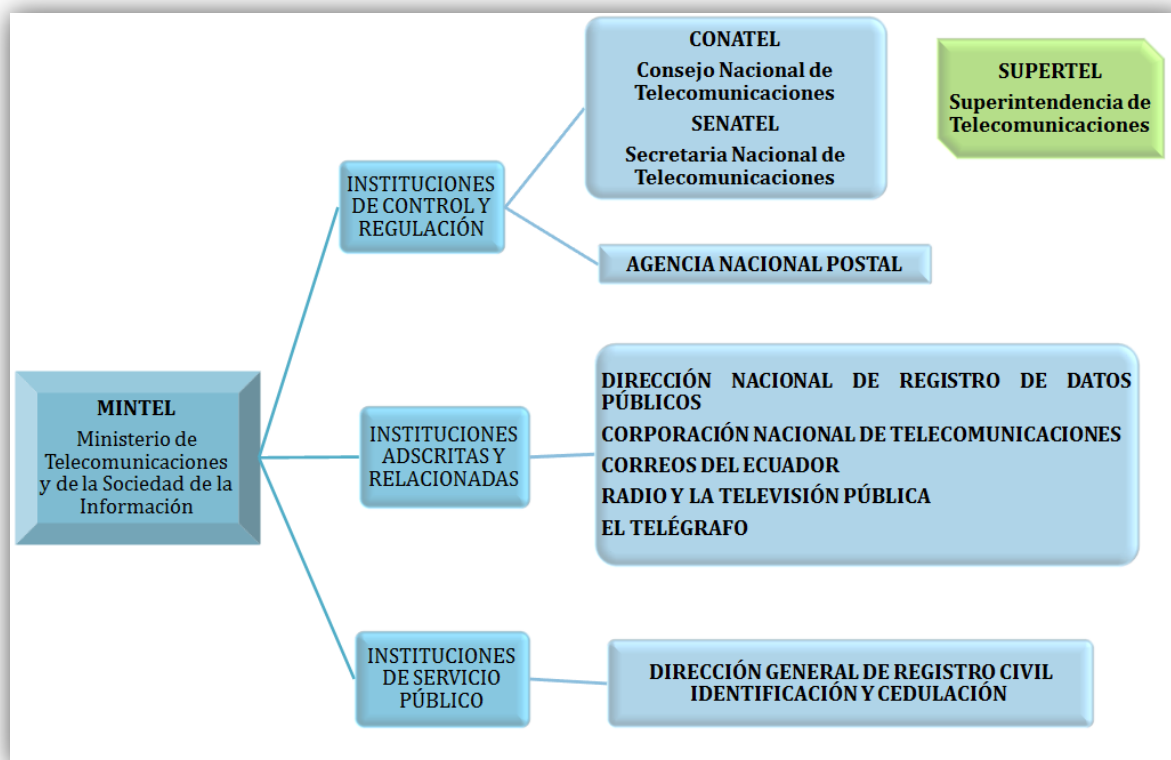 CONATEL
Consejo Nacional de
Telecomunicaciones
SENATEL
Secretaria Nacional de
Telecomunicaciones
SUPERTEL
Superintendencia de
Telecomunicaciones
INSTITUCIONES
DE CONTROL Y
REGULACIÓN
AGENCIA NACIONAL POSTAL
MINTEL
Ministerio de
Telecomunicaciones
y de la Sociedad de la
Información
INSTITUCIONES
ADSCRITAS Y
RELACIONADAS
DIRECCIÓN NACIONAL DE REGISTRO DE DATOS
PÚBLICOS
CORPORACIÓN NACIONAL DE TELECOMUNICACIONES
CORREOS DEL ECUADOR
RADIO Y LA TELEVISIÓN PÚBLICA
EL TELÉGRAFO
INSTITUCIONES
DE SERVICIO
PÚBLICO
DIRECCIÓN GENERAL DE REGISTRO CIVIL
IDENTIFICACIÓN Y CEDULACIÓN